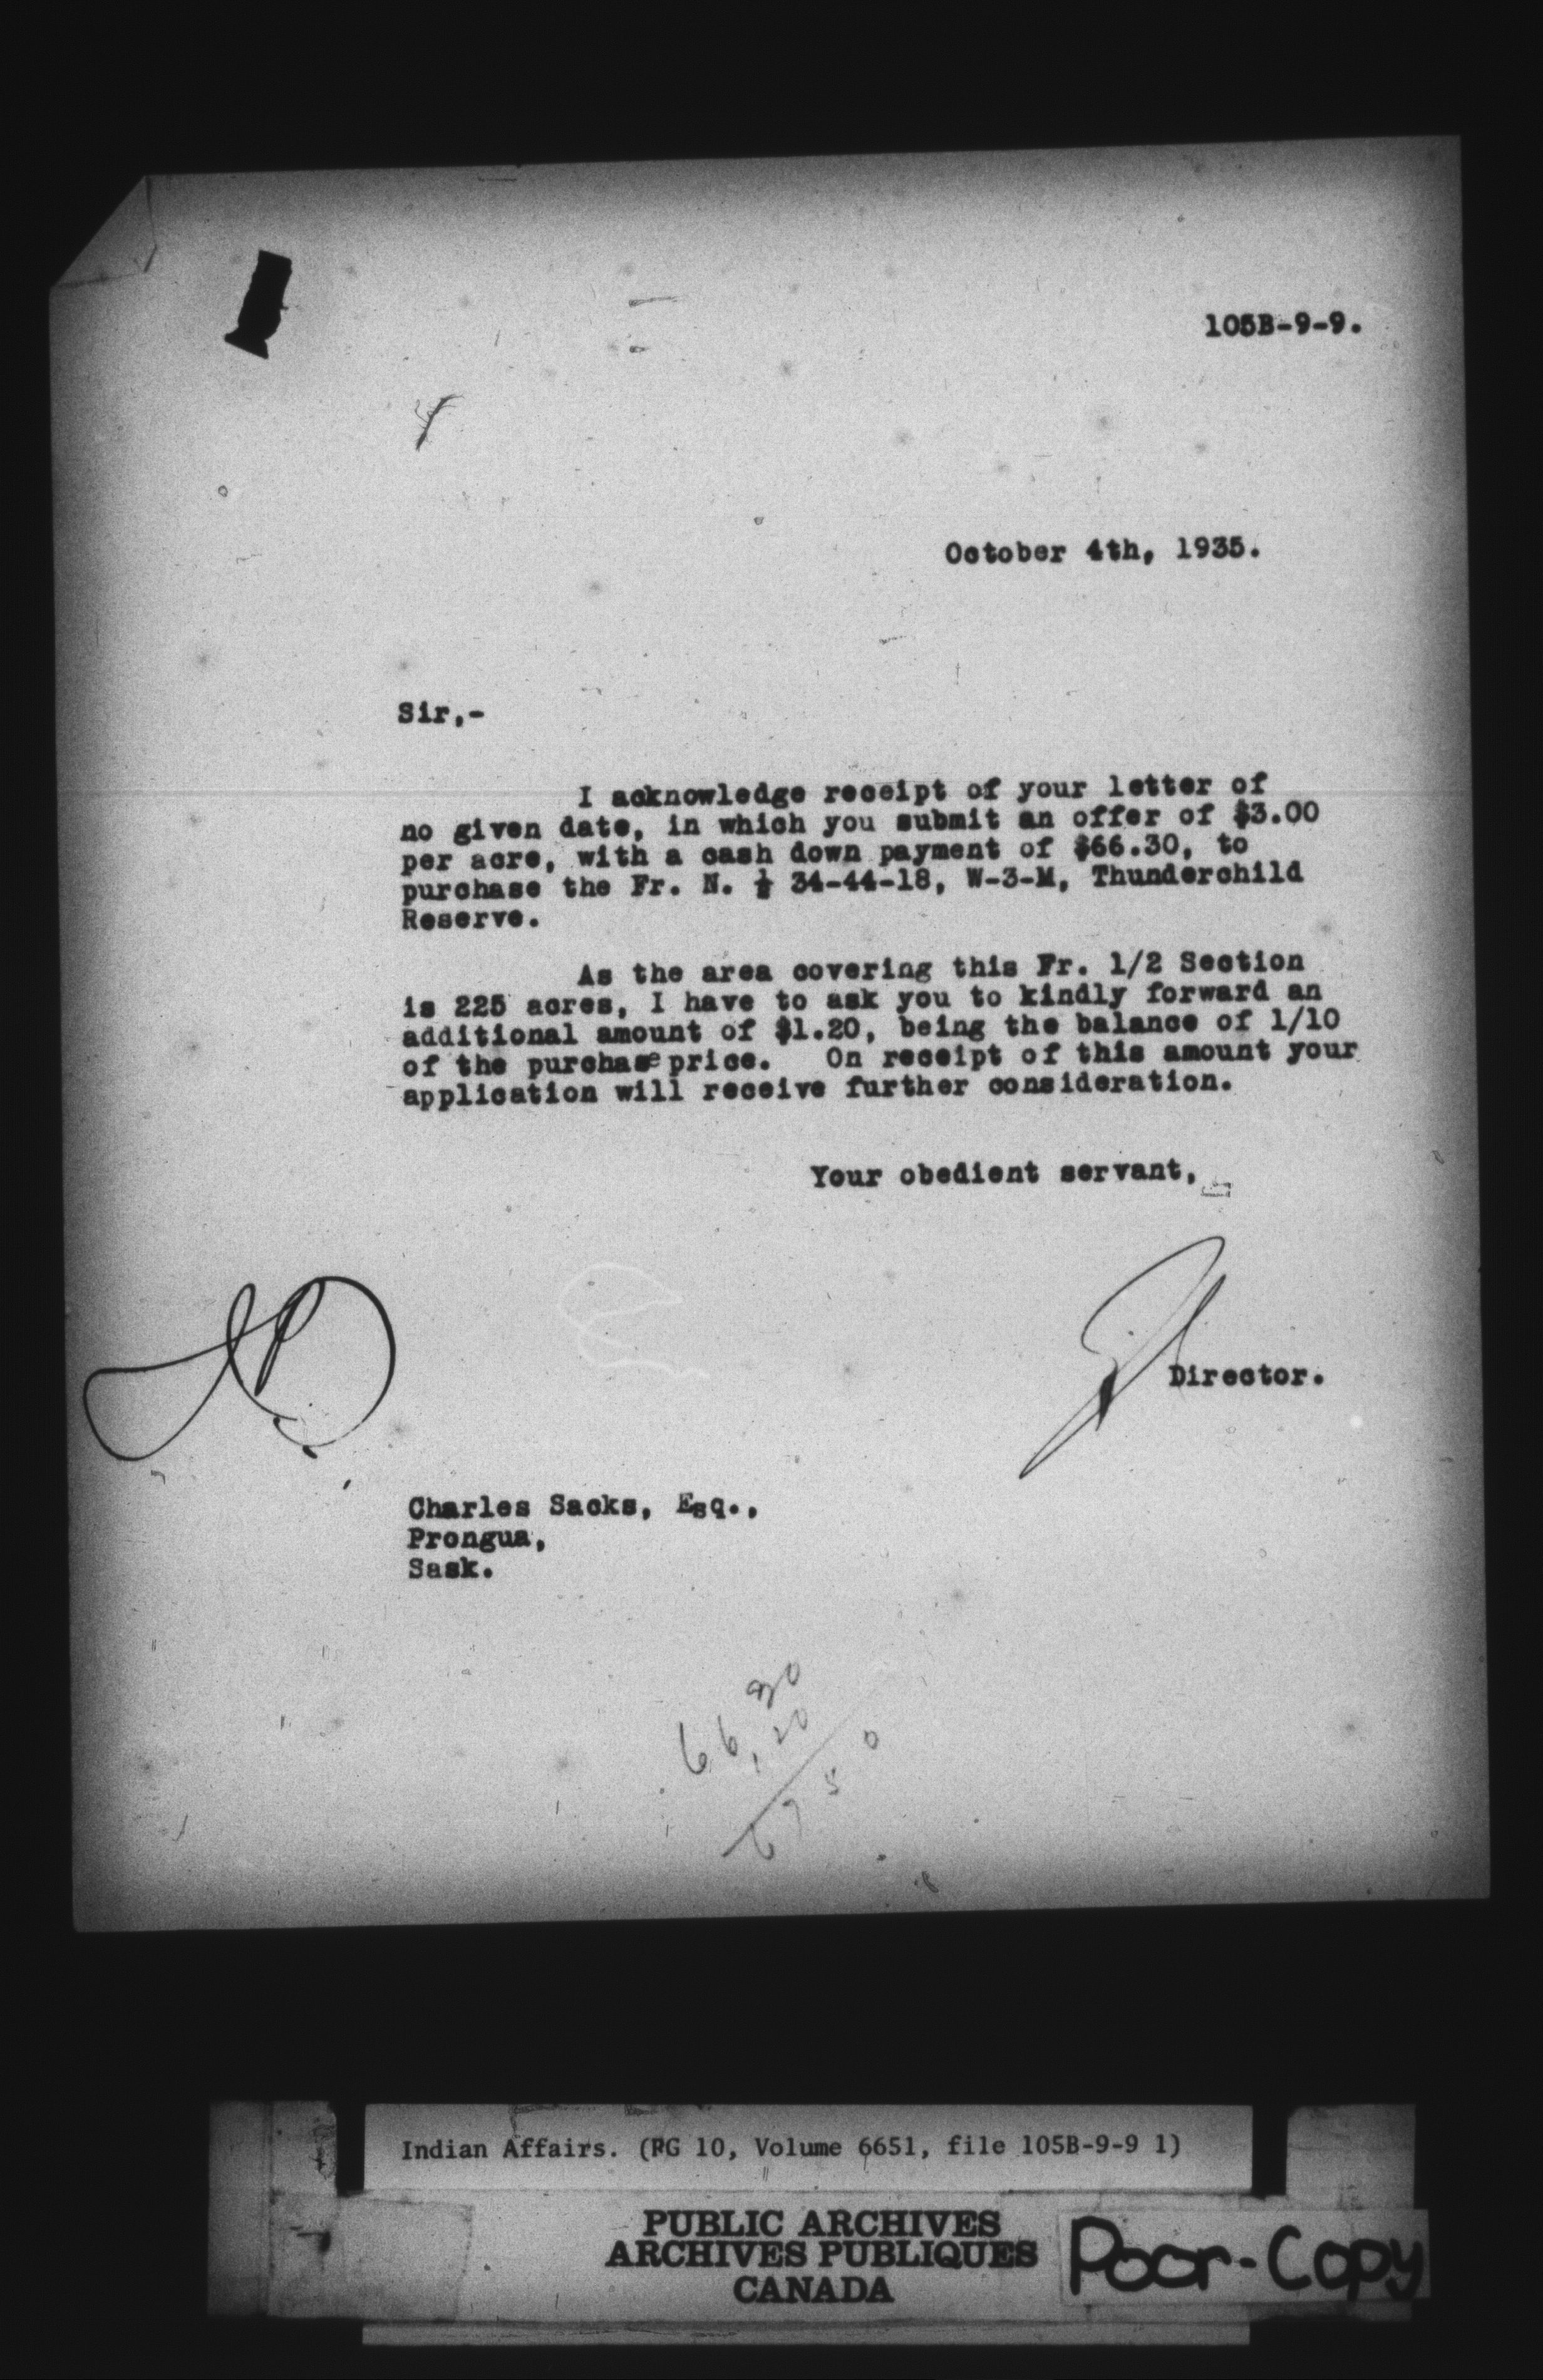 105B-9-9.
October 4th, 1935.
Sir,-
I acknowledge receipt of your letter of
no given date, in which you submit an offer of $3.00
per acre, with a cash down payment of $66.30, to
purchase the Fr. N. ½ 34-44-18, W-3-M, Thunderchild
Reserve.
As the area covering this Fr. 1/2 Section
is 225 acres, I have to ask you to kindly forward an
additional amount of $1.20, being the balance of 1/10
of the purchase price. On receipt of this amount your
application will receive further consideration.
Your obedient servant,
Director.
Charles Sacks, Esq.,
Prongua,
Sask.
66,30
1,20
67 50
Indian Affairs. (RG 10, Volume 6651, file 105B-9-9 1)
PUBLIC ARCHIVES
ARCHIVES PUBLIQUES
CANADA
Poor-Copy